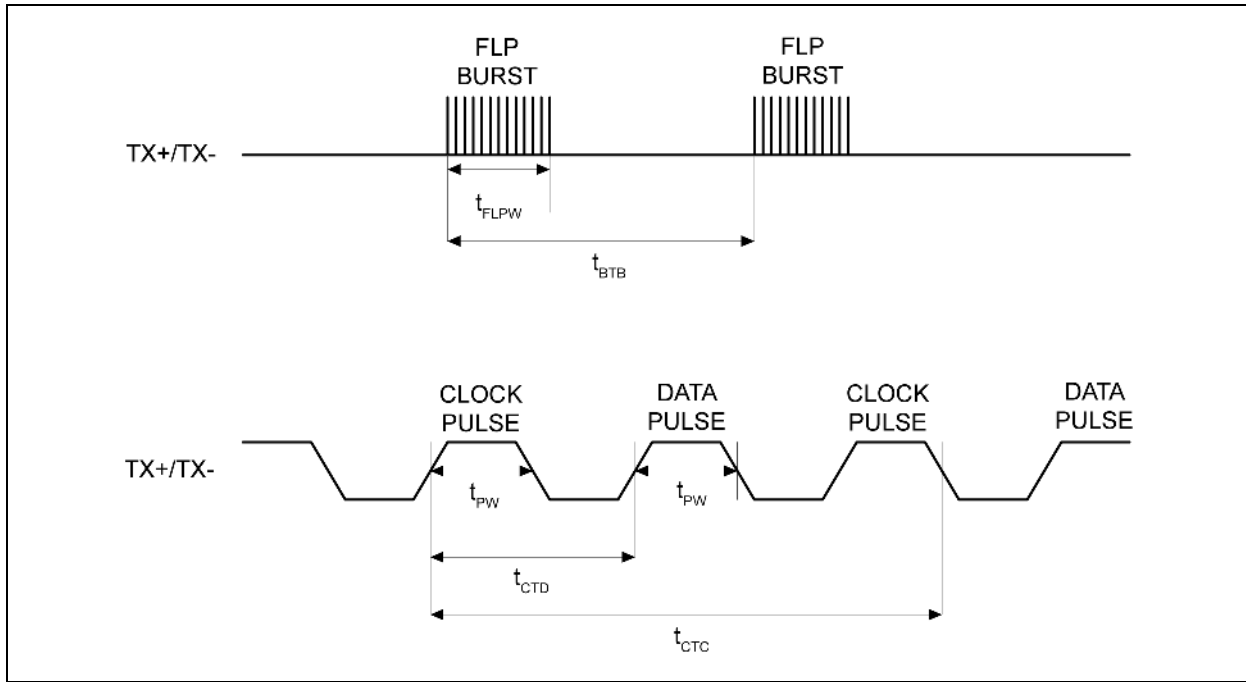 FLP
BURST
FLP
BURST
TX+/TX-
tFLPW
tBTB
CLOCK
PULSE
DATA
PULSE
CLOCK
PULSE
DATA
PULSE
TX+/TX-
tPW
tPW
tCTD
tCTC